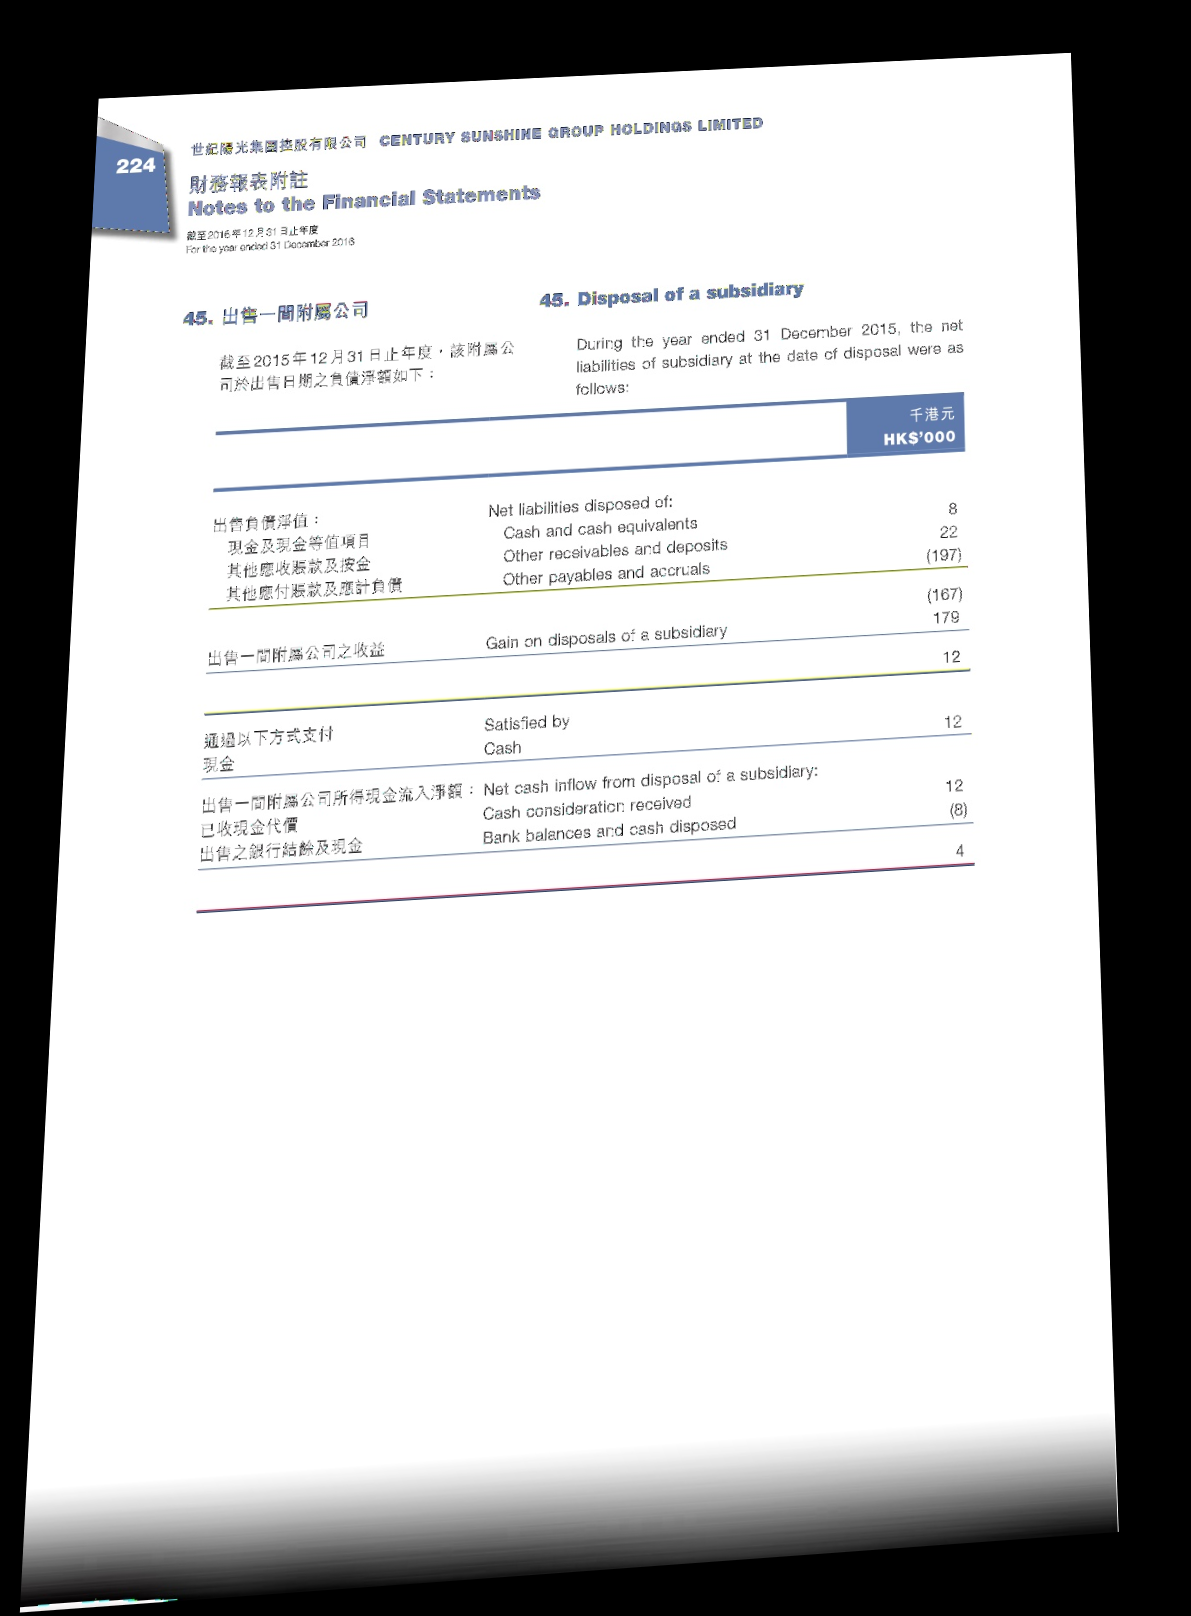 224
世紀陽光集團控股有限公司 CENTURY SUNSHINE GROUP HOLDINGS LIMITED
財務報表附註
Notes to the Financial Statements
截至2016年12月31日止年度
For the year ended 31 December 2016
45. 出售一間附屬公司
截至2015年12月31日止年度，該附屬公
司於出售日期之負債淨額如下：
45. Disposal of a subsidiary
During the year ended 31 December 2015, the net
liabilities of subsidiary at the date of disposal were as
follows:
千港元
HK$'000
出售負債淨值： Net liabilities disposed of:
現金及現金等值項目 Cash and cash equivalents 8
其他應收賬款及按金 Other receivables and deposits 22
其他應付賬款及應計負債 Other payables and accruals (197)
(167)
出售一間附屬公司之收益 Gain on disposals of a subsidiary 179
12
通過以下方式支付 Satisfied by
現金 Cash 12
出售一間附屬公司所得現金流入淨額： Net cash inflow from disposal of a subsidiary:
已收現金代價 Cash consideration received 12
出售之銀行結餘及現金 Bank balances and cash disposed (8)
4